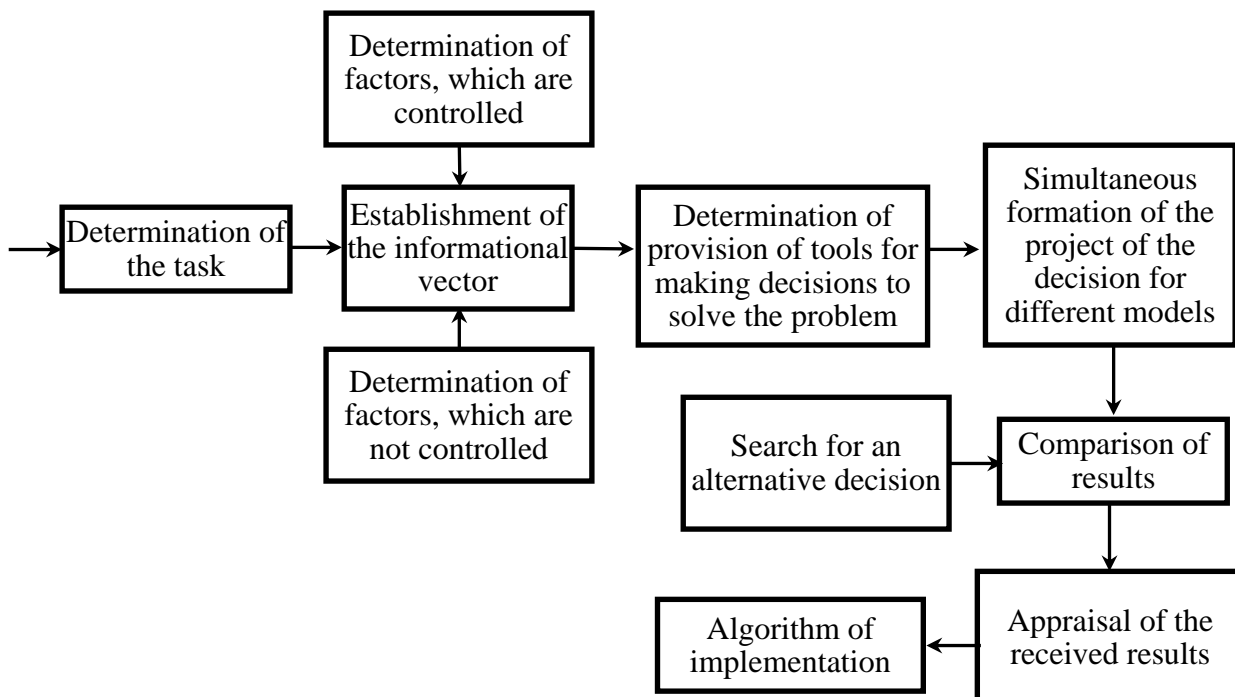 Determination of
factors, which are
controlled
Determination of
the task
Establishment of
the informational
vector
Determination of
factors, which are
not controlled
Determination of
provision of tools for
making decisions to
solve the problem
Simultaneous
formation of the
project of the
decision for
different models
Search for an
alternative decision
Comparison of
results
Appraisal of the
received results
Algorithm of
implementation